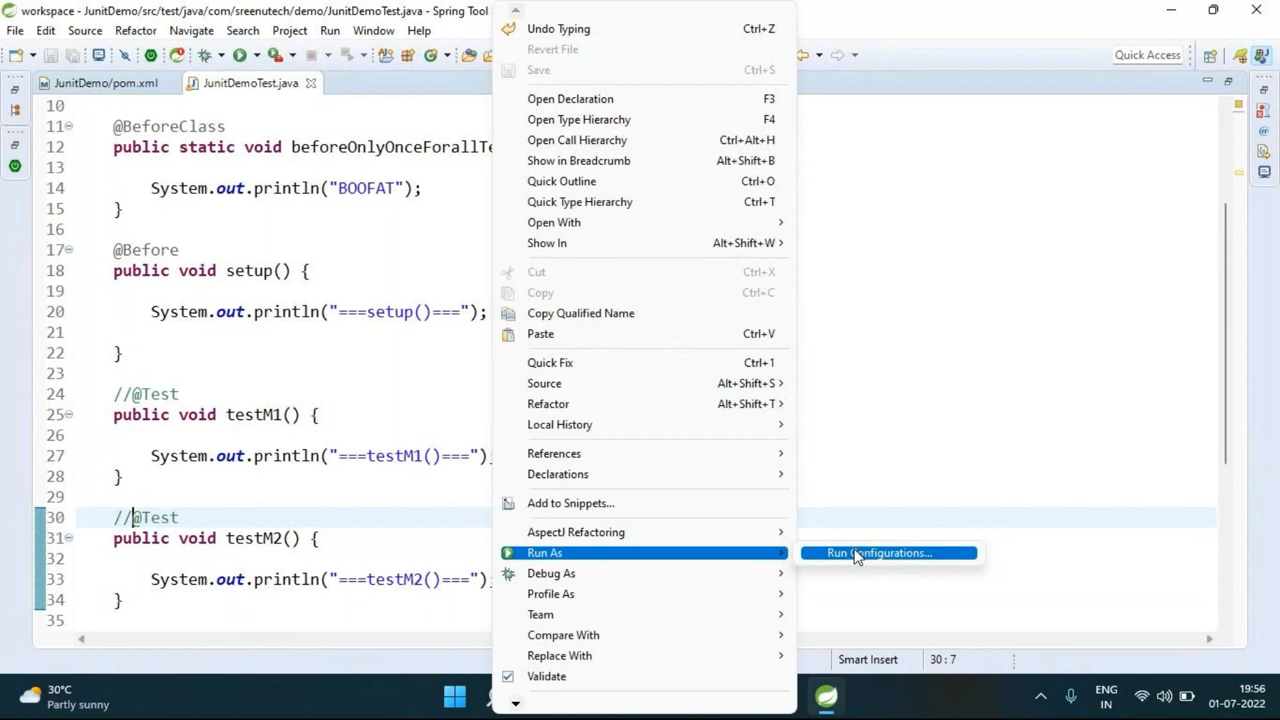 workspace - JunitDemo/src/test/java/com/sreenutech/demo/JunitDemoTest.java - Spring Tool
File Edit Source Refactor Navigate Search Project Run Window Help
Quick Access
JunitDemo/pom.xml JunitDemoTest.java
10
11 @BeforeClass
12 public static void beforeOnlyOnceForallTe
13
14 System.out.println("BOOFAT");
15 }
16
17 @Before
18 public void setup() {
19
20 System.out.println("===setup()===");
21
22 }
23
24 //@Test
25 public void testM1() {
26
27 System.out.println("===testM1()===")
28 }
29
30 //@Test
31 public void testM2() {
32
33 System.out.println("===testM2()===")
34 }
35
Undo Typing Ctrl+Z
Revert File
Save Ctrl+S
Open Declaration F3
Open Type Hierarchy F4
Open Call Hierarchy Ctrl+Alt+H
Show in Breadcrumb Alt+Shift+B
Quick Outline Ctrl+O
Quick Type Hierarchy Ctrl+T
Open With
Show In Alt+Shift+W
Cut Ctrl+X
Copy Ctrl+C
Copy Qualified Name
Paste Ctrl+V
Quick Fix Ctrl+1
Source Alt+Shift+S
Refactor Alt+Shift+T
Local History
References
Declarations
Add to Snippets...
AspectJ Refactoring
Run As
Debug As
Profile As
Team
Compare With
Replace With
Validate
Run Configurations...
Smart Insert 30:7
30°C
Partly sunny
ENG
IN
19:56
01-07-2022